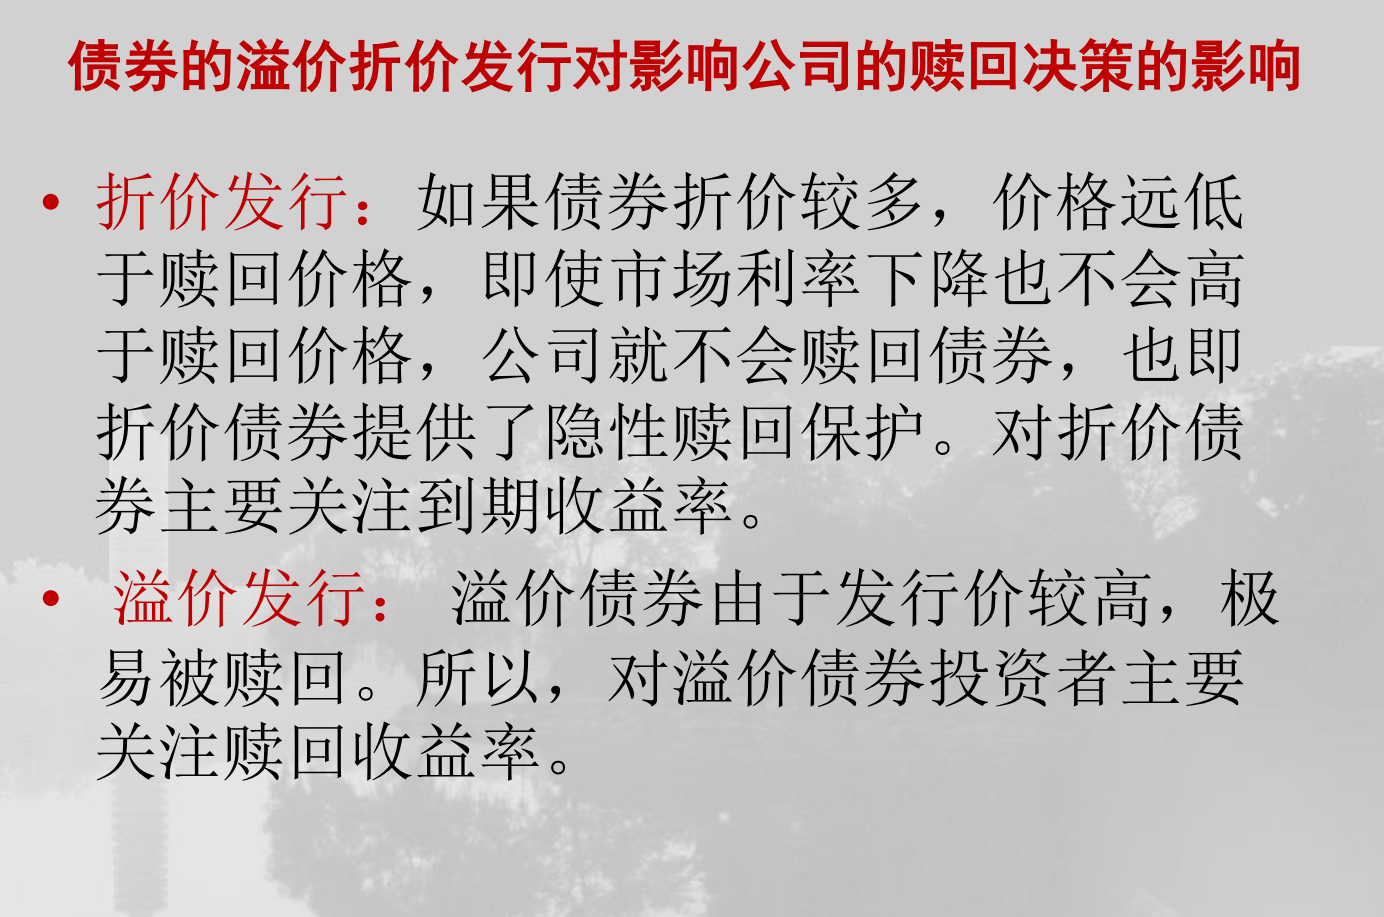 债券的溢价折价发行对影响公司的赎回决策的影响
• 折价发行：如果债券折价较多，价格远低
于赎回价格，即使市场利率下降也不会高
于赎回价格，公司就不会赎回债券，也即
折价债券提供了隐性赎回保护。对折价债
券主要关注到期收益率。
• 溢价发行： 溢价债券由于发行价较高，极
易被赎回。所以，对溢价债券投资者主要
关注赎回收益率。